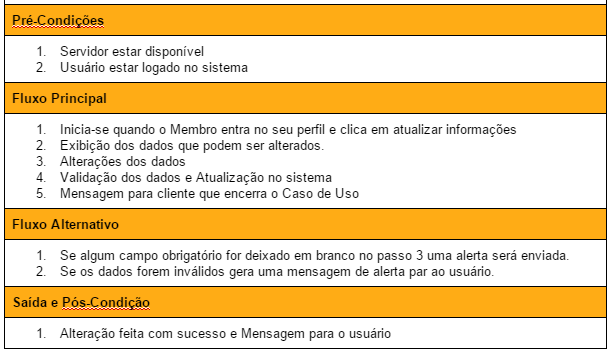 Pré-Condições
1. Servidor estar disponível
2. Usuário estar logado no sistema
Fluxo Principal
1. Inicia-se quando o Membro entra no seu perfil e clica em atualizar informações
2. Exibição dos dados que podem ser alterados.
3. Alterações dos dados
4. Validação dos dados e Atualização no sistema
5. Mensagem para cliente que encerra o Caso de Uso
Fluxo Alternativo
1. Se algum campo obrigatório for deixado em branco no passo 3 uma alerta será enviada.
2. Se os dados forem inválidos gera uma mensagem de alerta par ao usuário.
Saída e Pós-Condição
1. Alteração feita com sucesso e Mensagem para o usuário